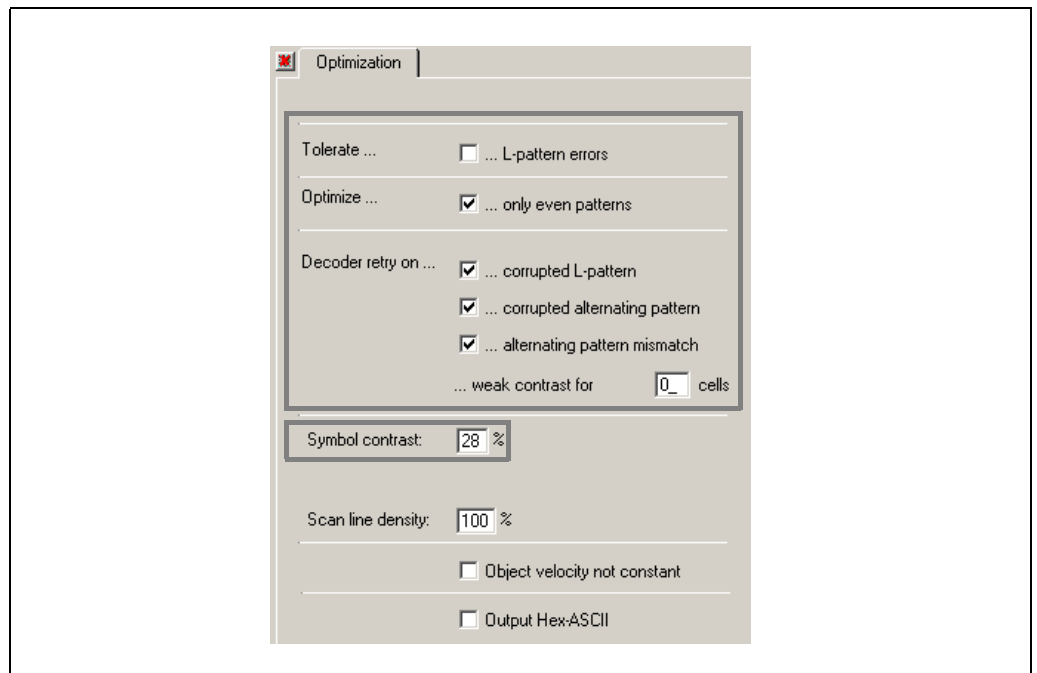 Optimization
Tolerate ... ... L-pattern errors
Optimize ... ... only even patterns
Decoder retry on ... ... corrupted L-pattern
... corrupted alternating pattern
... alternating pattern mismatch
... weak contrast for 0_ cells
Symbol contrast: 28 %
Scan line density: 100 %
Object velocity not constant
Output Hex-ASCII